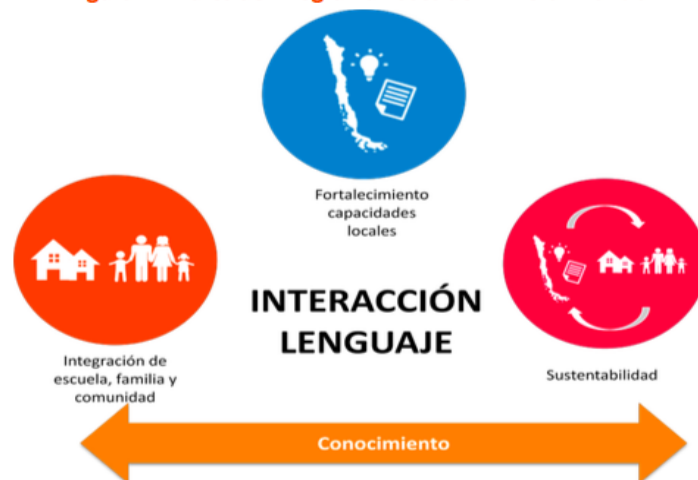 Fortalecimiento
capacidades
locales
INTERACCIÓN
LENGUAJE
Integración de
escuela, familia y
comunidad
Sustentabilidad
Conocimiento